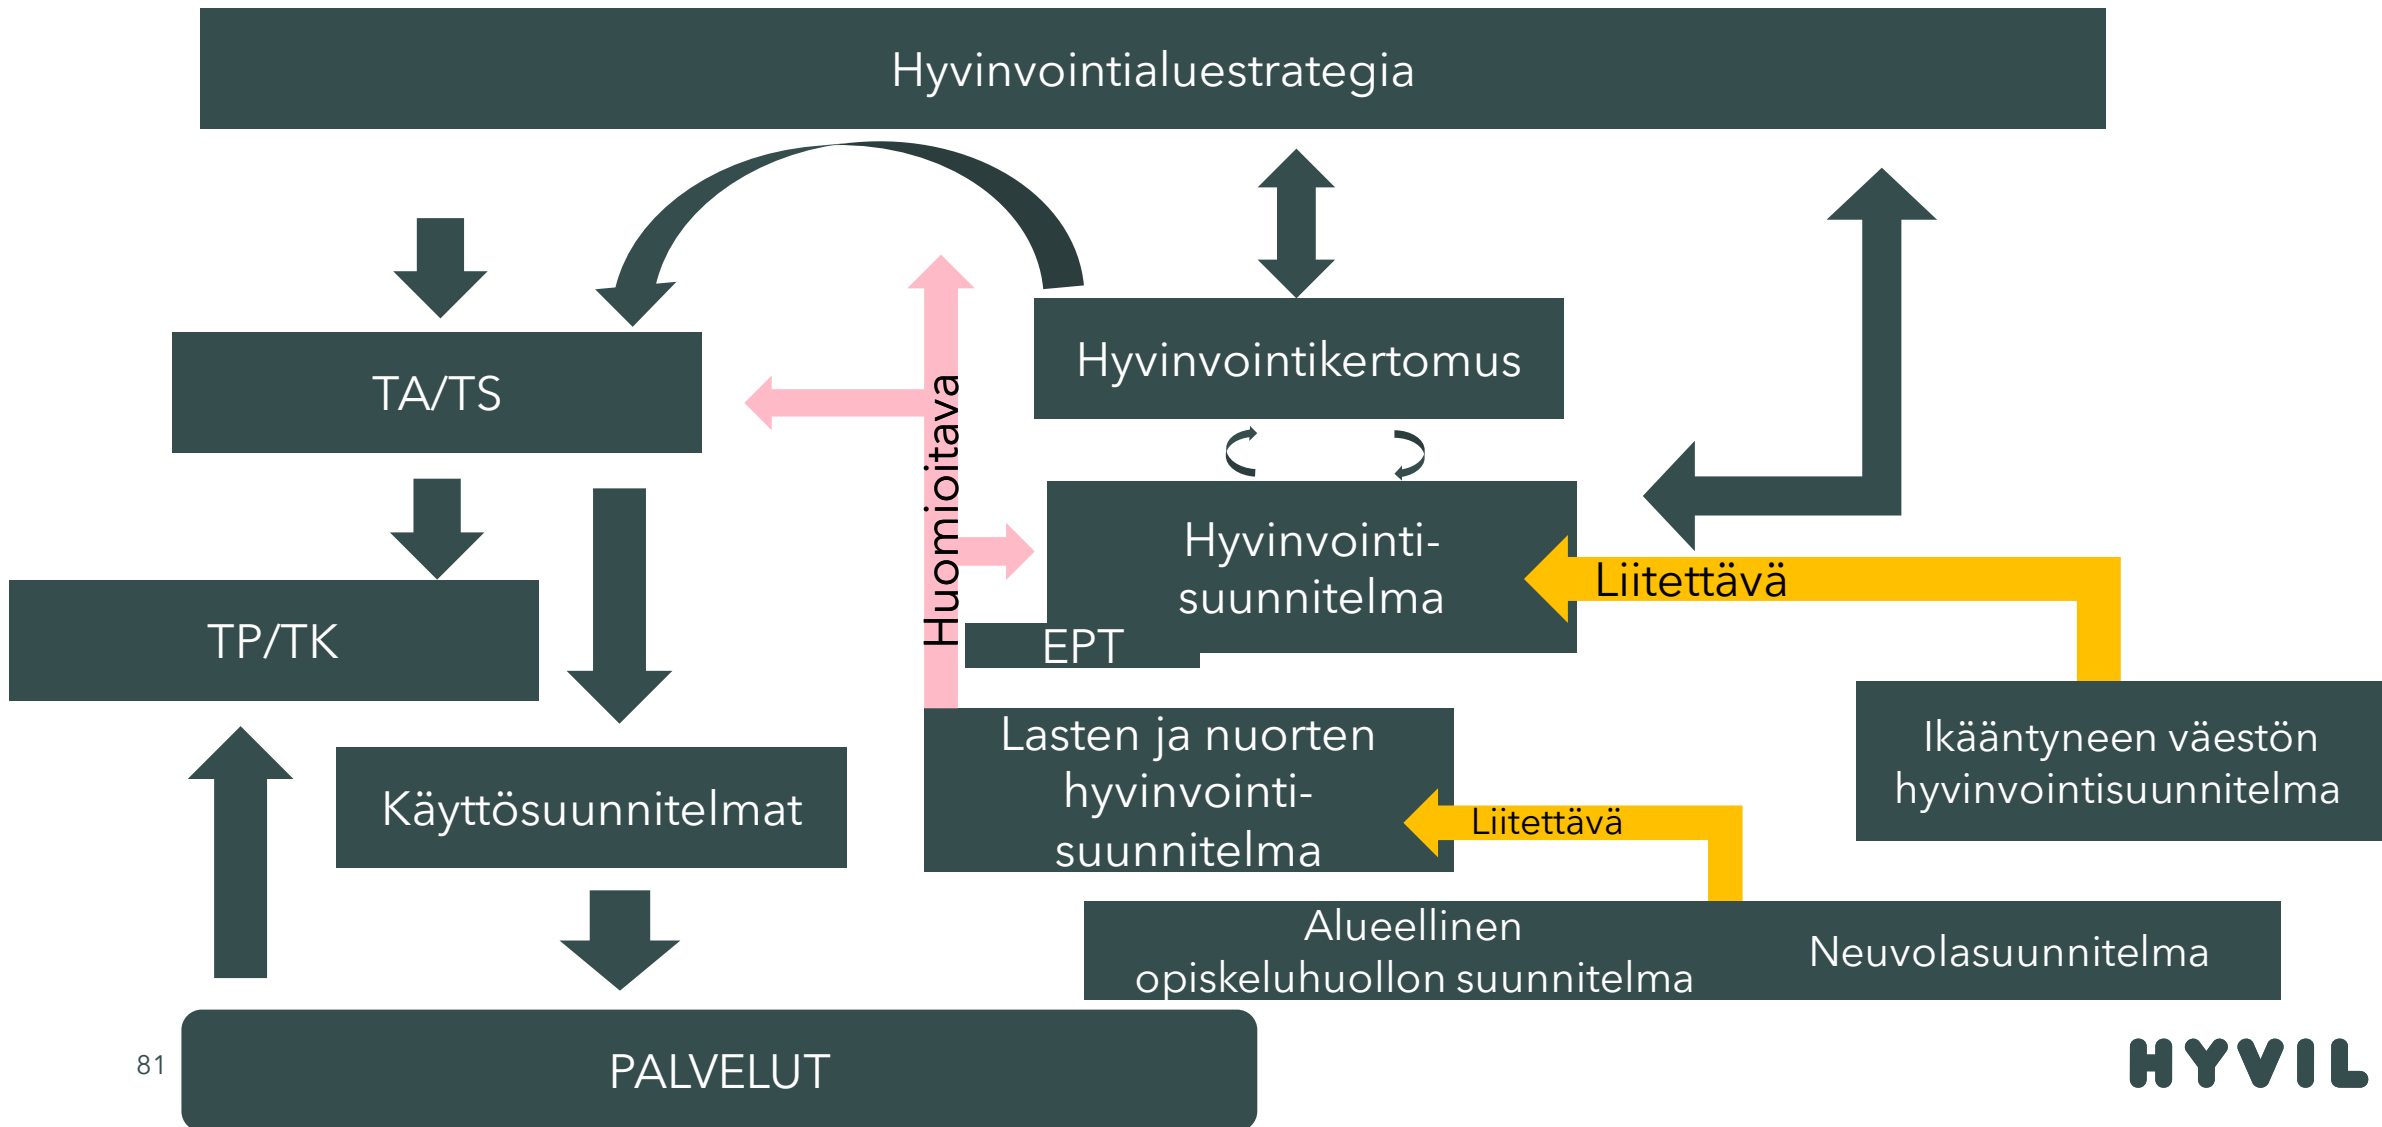 Hyvinvointialuestrategia
Hyvinvointikertomus
TA/TS
Huomioitava
Hyvinvointi-
suunnitelma
Liitettävä
EPT
TP/TK
Lasten ja nuorten
hyvinvointi-
suunnitelma
Ikääntyneen väestön
hyvinvointisuunnitelma
Käyttösuunnitelmat
Liitettävä
Alueellinen
opiskeluhuollon suunnitelma
Neuvolasuunnitelma
PALVELUT
81
HYVIL